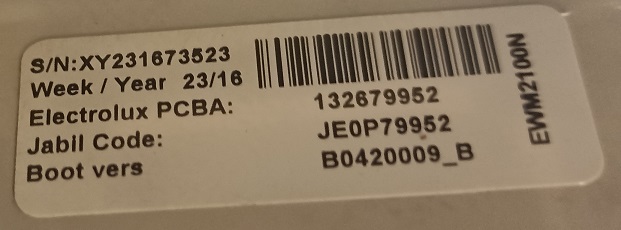 S/N:XY231673523
Week / Year 23/16
Electrolux PCBA: 132679952
Jabil Code: JE0P79952
Boot vers B0420009_B
EWM2100N